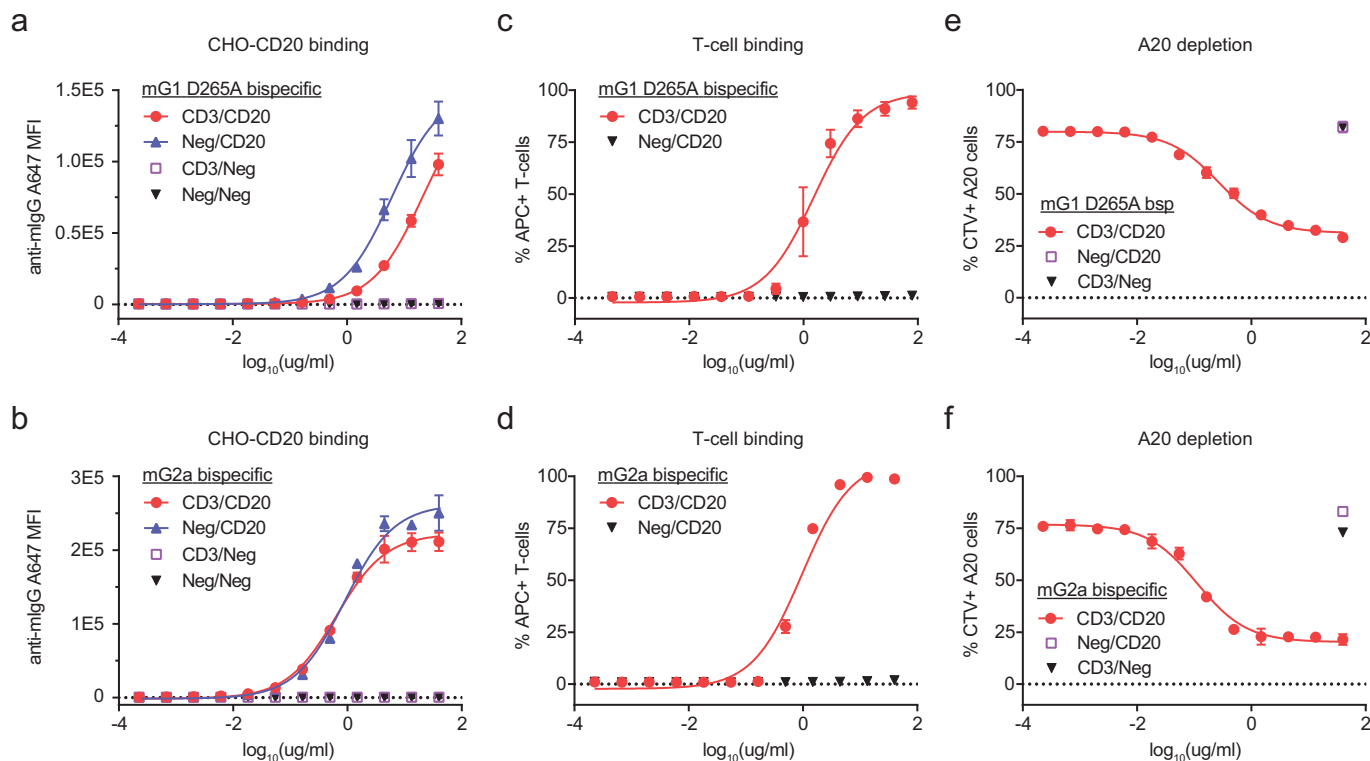 a
CHO-CD20 binding
anti-mIgG A647 MFI
1.5E5
1.0E5
0.5E5
0
mG1 D265A bispecific
CD3/CD20
Neg/CD20
CD3/Neg
Neg/Neg
-4
-2
0
2
log10(ug/ml)
c
T-cell binding
% APC+ T-cells
100
75
50
25
0
mG1 D265A bispecific
CD3/CD20
Neg/CD20
-4
-2
0
2
log10(ug/ml)
e
A20 depletion
% CTV+ A20 cells
100
75
50
25
0
mG1 D265A bsp
CD3/CD20
Neg/CD20
CD3/Neg
-4
-2
0
2
log10(ug/ml)
b
CHO-CD20 binding
anti-mIgG A647 MFI
3E5
2E5
1E5
0
mG2a bispecific
CD3/CD20
Neg/CD20
CD3/Neg
Neg/Neg
-4
-2
0
2
log10(ug/ml)
d
T-cell binding
% APC+ T-cells
100
75
50
25
0
mG2a bispecific
CD3/CD20
Neg/CD20
-4
-2
0
2
log10(ug/ml)
f
A20 depletion
% CTV+ A20 cells
100
75
50
25
0
mG2a bispecific
CD3/CD20
Neg/CD20
CD3/Neg
-4
-2
0
2
log10(ug/ml)